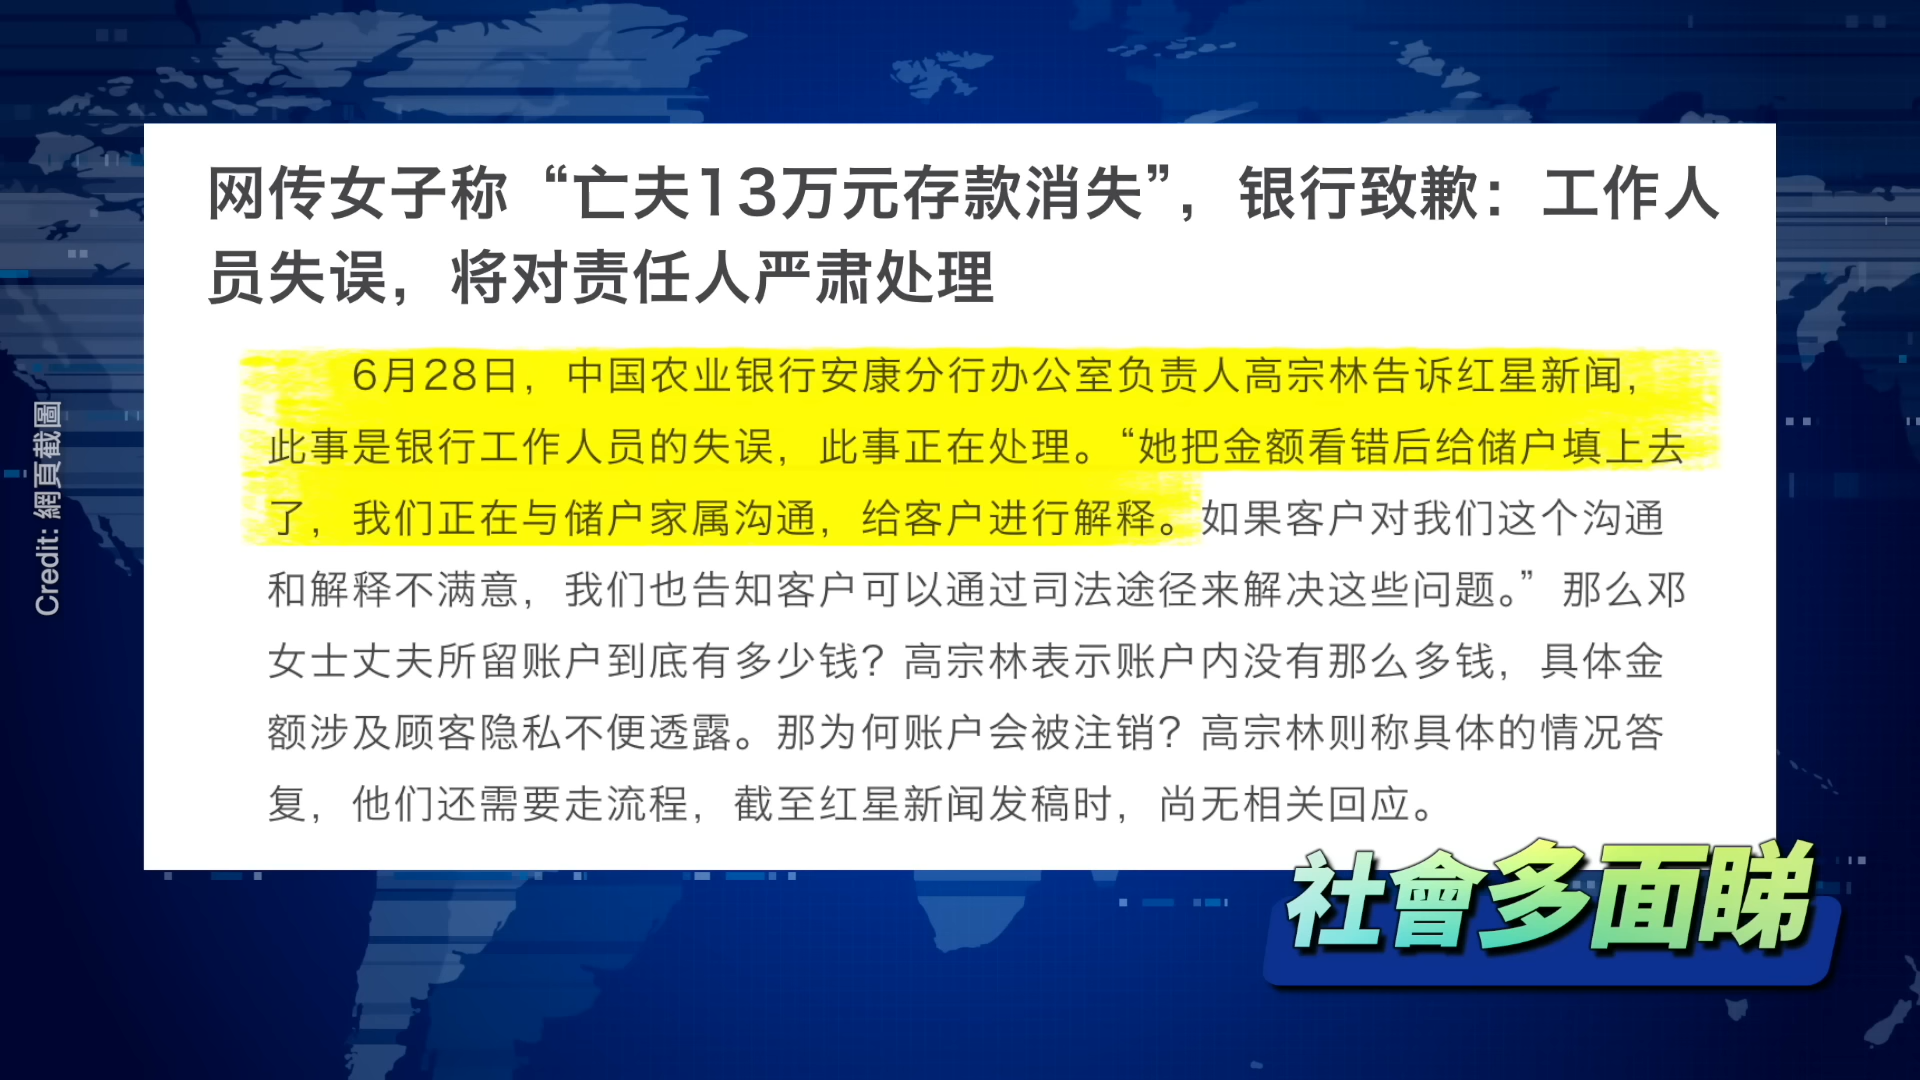 网传女子称“亡夫13万元存款消失”，银行致歉：工作人
员失误，将对责任人严肃处理
6月28日，中国农业银行安康分行办公室负责人高宗林告诉红星新闻，
此事是银行工作人员的失误，此事正在处理。“她把金额看错后给储户填上去
了，我们正在与储户家属沟通，给客户进行解释。如果客户对我们这个沟通
和解释不满意，我们也告知客户可以通过司法途径来解决这些问题。”那么邓
女士丈夫所留账户到底有多少钱？高宗林表示账户内没有那么多钱，具体金
额涉及顾客隐私不便透露。那为何账户会被注销？高宗林则称具体的情况答
复，他们还需要走流程，截至红星新闻发稿时，尚无相关回应。
Credit: 網頁截圖
社會多面睇